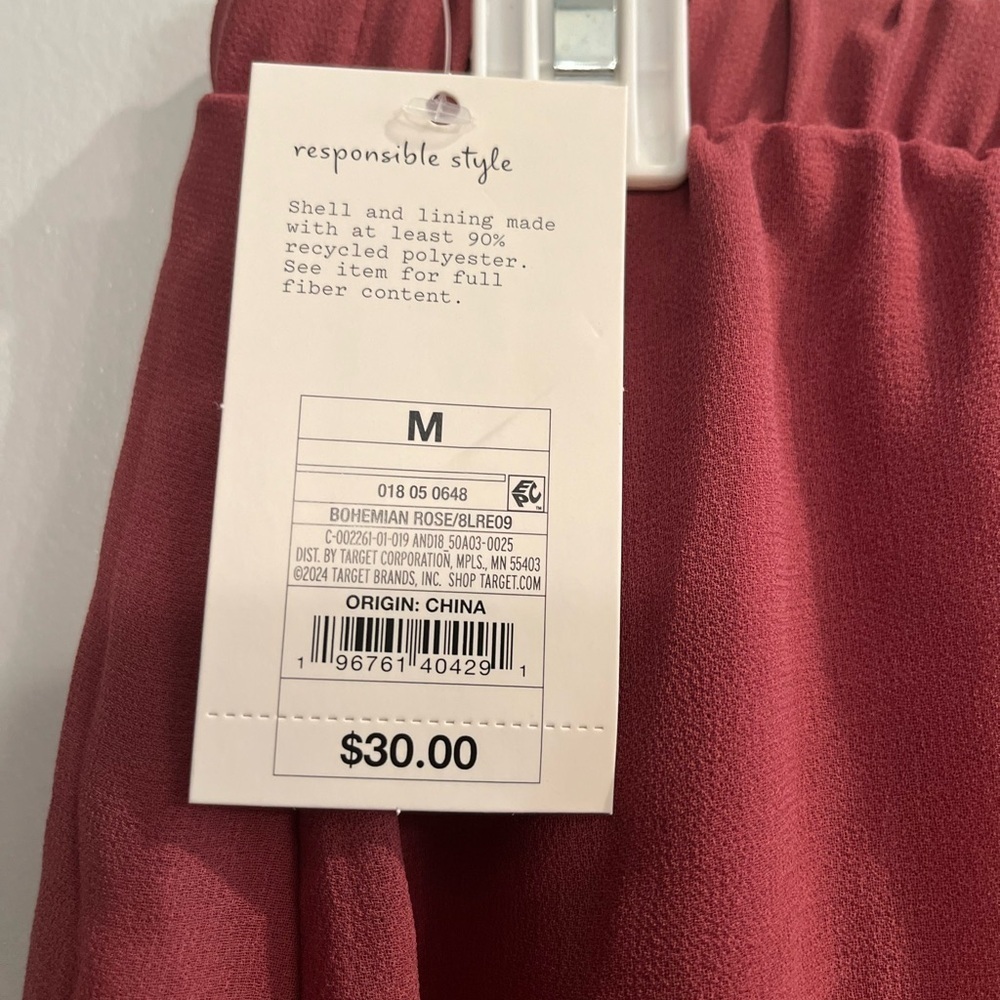 responsible style
Shell and lining made
with at least 90%
recycled polyester.
See item for full
fiber content.
M
018 05 0648
EPC™
BOHEMIAN ROSE/8LRE09
C-002261-01-019 AND18 50A03-0025
DIST. BY TARGET CORPORATION, MPLS., MN 55403
©2024 TARGET BRANDS, INC. SHOP TARGET.COM
ORIGIN: CHINA
1 96761 40429 1
$30.00